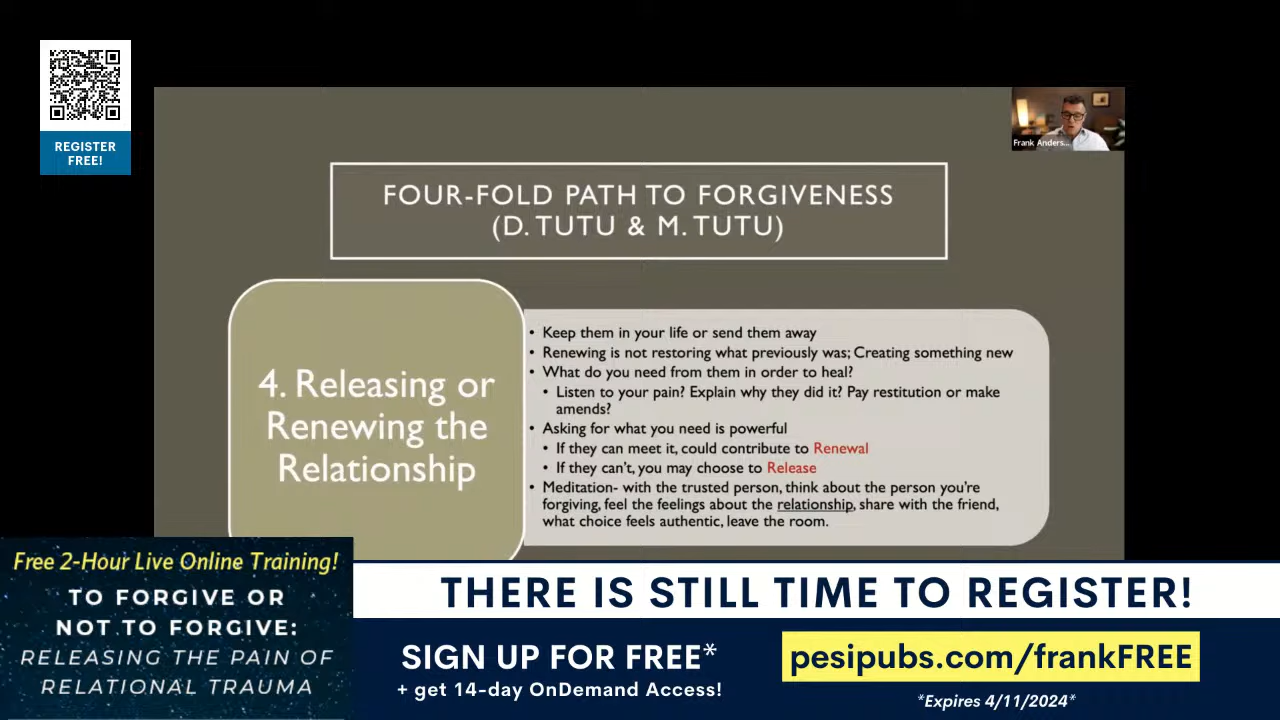 REGISTER
FREE!
Frank Anders...
FOUR-FOLD PATH TO FORGIVENESS
(D. TUTU & M. TUTU)
4. Releasing or
Renewing the
Relationship
• Keep them in your life or send them away
• Renewing is not restoring what previously was; Creating something new
• What do you need from them in order to heal?
• Listen to your pain? Explain why they did it? Pay restitution or make
amends?
• Asking for what you need is powerful
• If they can meet it, could contribute to Renewal
• If they can't, you may choose to Release
• Meditation- with the trusted person, think about the person you're
forgiving, feel the feelings about the relationship, share with the friend,
what choice feels authentic, leave the room.
Free 2-Hour Live Online Training!
TO FORGIVE OR
NOT TO FORGIVE:
RELEASING THE PAIN OF
RELATIONAL TRAUMA
THERE IS STILL TIME TO REGISTER!
SIGN UP FOR FREE*
+ get 14-day OnDemand Access!
pesipubs.com/frankFREE
*Expires 4/11/2024*